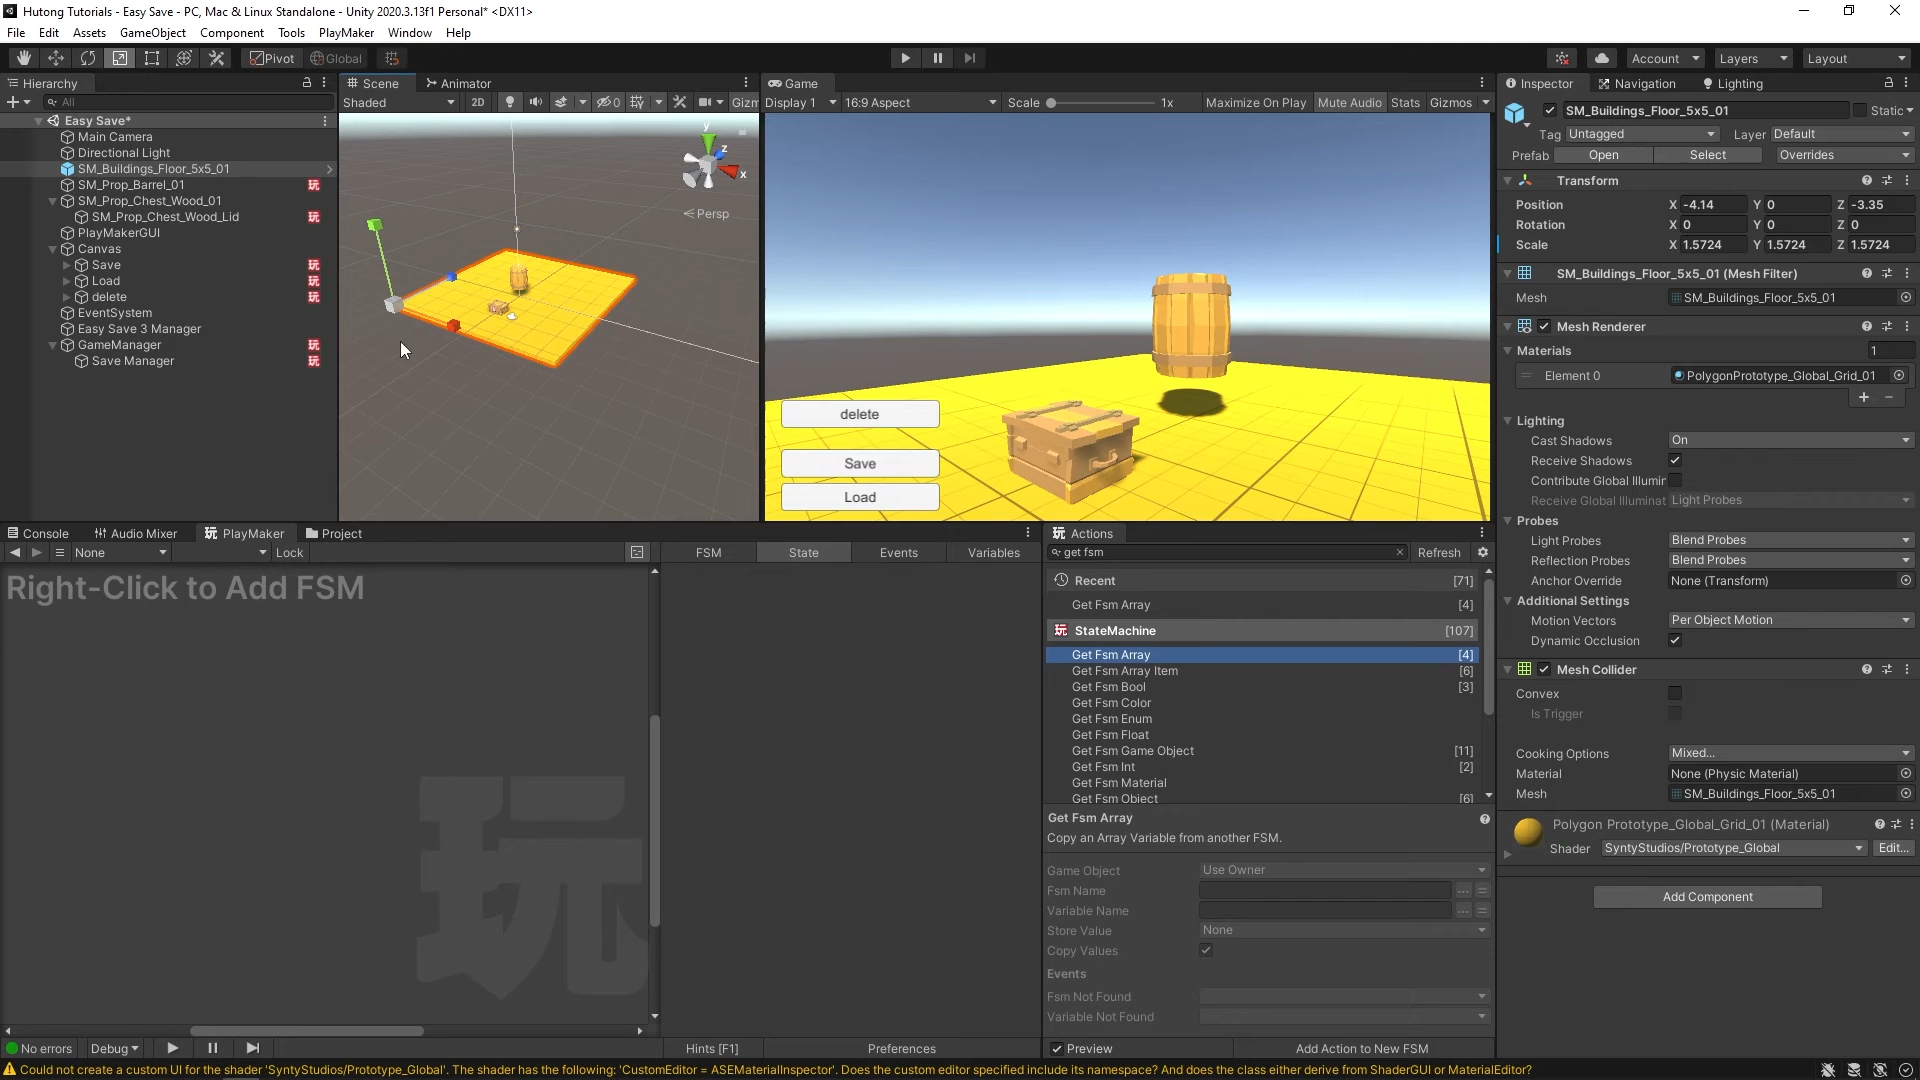 Hutong Tutorials - Easy Save - PC, Mac & Linux Standalone - Unity 2020.3.13f1 Personal* <DX11>
File Edit Assets GameObject Component Tools PlayMaker Window Help
Pivot Global Account Layers Layout
Hierarchy
All
Easy Save*
Main Camera
Directional Light
SM_Buildings_Floor_5x5_01
SM_Prop_Barrel_01 玩
SM_Prop_Chest_Wood_01
SM_Prop_Chest_Wood_Lid 玩
PlayMakerGUI
Canvas
Save 玩
Load 玩
delete 玩
EventSystem
Easy Save 3 Manager
GameManager 玩
Save Manager 玩
Scene Animator
Shaded 2D 0 Gizm
y
z
x
Persp
Game
Display 1 16:9 Aspect Scale 1x Maximize On Play Mute Audio Stats Gizmos
delete
Save
Load
Inspector Navigation Lighting
SM_Buildings_Floor_5x5_01 Static
Tag Untagged Layer Default
Prefab Open Select Overrides
Transform
Position X -4.14 Y 0 Z -3.35
Rotation X 0 Y 0 Z 0
Scale X 1.5724 Y 1.5724 Z 1.5724
SM_Buildings_Floor_5x5_01 (Mesh Filter)
Mesh SM_Buildings_Floor_5x5_01
Mesh Renderer
Materials 1
Element 0 PolygonPrototype_Global_Grid_01
Lighting
Cast Shadows On
Receive Shadows
Contribute Global Illumir
Receive Global Illuminat Light Probes
Probes
Light Probes Blend Probes
Reflection Probes Blend Probes
Anchor Override None (Transform)
Additional Settings
Motion Vectors Per Object Motion
Dynamic Occlusion
Mesh Collider
Convex
Is Trigger
Cooking Options Mixed...
Material None (Physic Material)
Mesh SM_Buildings_Floor_5x5_01
Polygon Prototype_Global_Grid_01 (Material)
Shader SyntyStudios/Prototype_Global Edit...
Add Component
Console Audio Mixer 玩 PlayMaker Project
None Lock
Right-Click to Add FSM
玩
FSM State Events Variables
玩 Actions
get fsm Refresh
Recent [71]
Get Fsm Array [4]
玩 StateMachine [107]
Get Fsm Array [4]
Get Fsm Array Item [6]
Get Fsm Bool [3]
Get Fsm Color
Get Fsm Enum
Get Fsm Float
Get Fsm Game Object [11]
Get Fsm Int [2]
Get Fsm Material
Get Fsm Object [6]
Get Fsm Array
Copy an Array Variable from another FSM.
Game Object Use Owner
Fsm Name
Variable Name
Store Value None
Copy Values
Events
Fsm Not Found
Variable Not Found
No errors Debug Hints [F1] Preferences Preview Add Action to New FSM
Could not create a custom UI for the shader 'SyntyStudios/Prototype_Global'. The shader has the following: 'CustomEditor = ASEMaterialInspector'. Does the custom editor specified include its namespace? And does the class either derive from ShaderGUI or MaterialEditor?